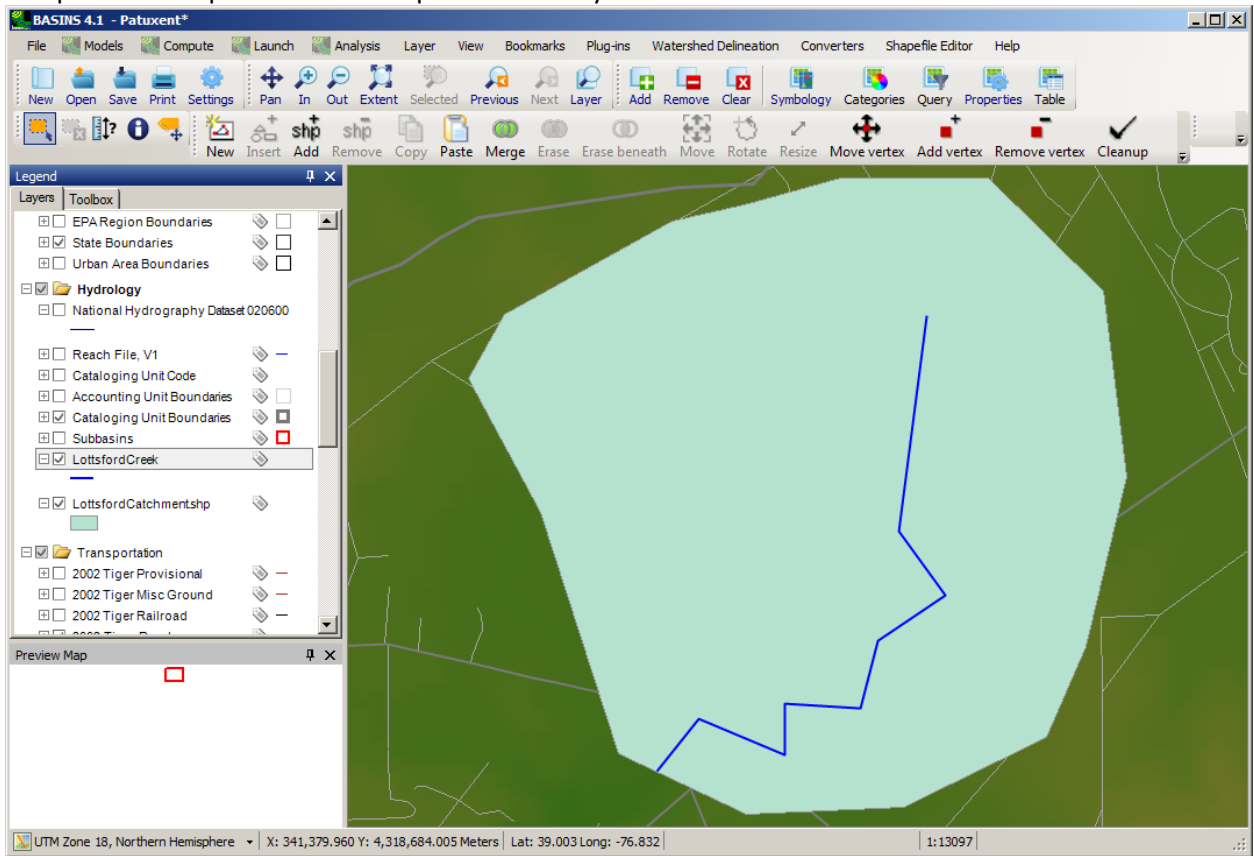 BASINS 4.1 - Patuxent*
File Models Compute Launch Analysis Layer View Bookmarks Plug-ins Watershed Delineation Converters Shapefile Editor Help
New Open Save Print Settings Pan In Out Extent Selected Previous Next Layer Add Remove Clear Symbology Categories Query Properties Table
shp shp
New Insert Add Remove Copy Paste Merge Erase Erase beneath Move Rotate Resize Move vertex Add vertex Remove vertex Cleanup
Legend
Layers Toolbox
EPA Region Boundaries
State Boundaries
Urban Area Boundaries
Hydrology
National Hydrography Dataset 020600
Reach File, V1
Cataloging Unit Code
Accounting Unit Boundaries
Cataloging Unit Boundaries
Subbasins
LottsfordCreek
LottsfordCatchment.shp
Transportation
2002 Tiger Provisional
2002 Tiger Misc Ground
2002 Tiger Railroad
Preview Map
UTM Zone 18, Northern Hemisphere X: 341,379.960 Y: 4,318,684.005 Meters Lat: 39.003 Long: -76.832 1:13097